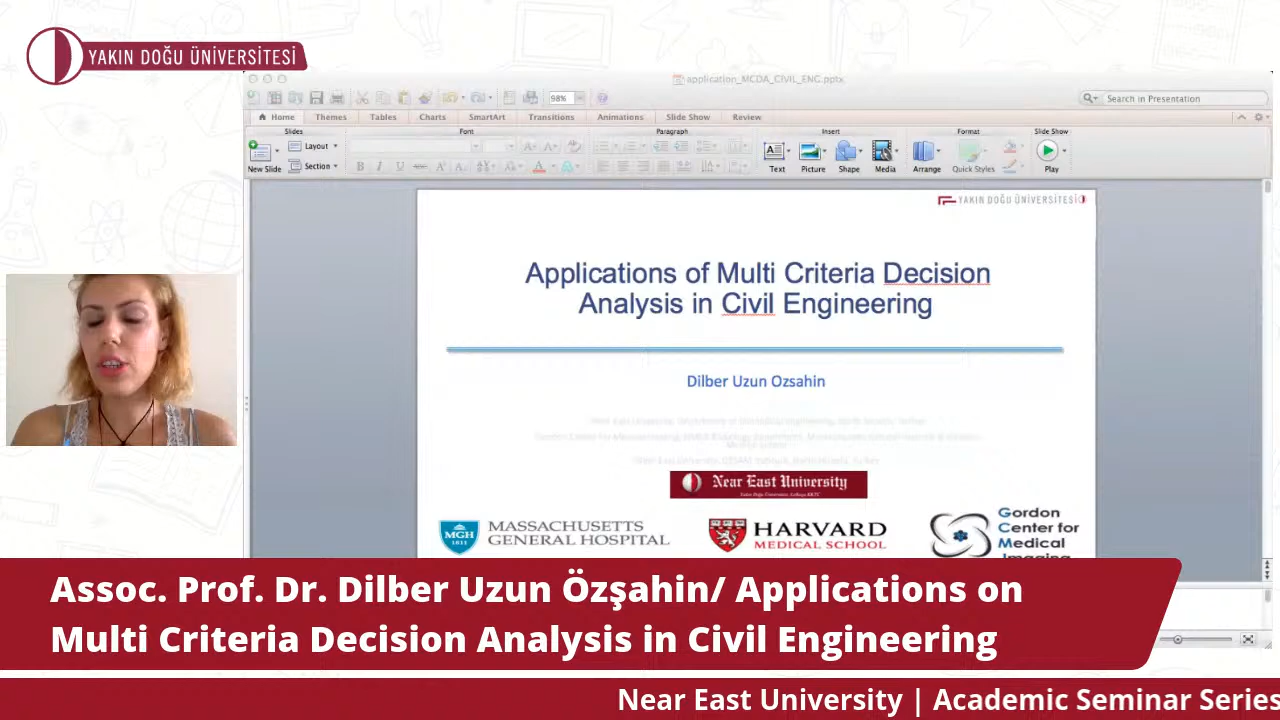 YAKIN DOĞU ÜNİVERSİTESİ
application_MCDA_CIVIL_ENG.pptx
98%
Search in Presentation
Home Themes Tables Charts SmartArt Transitions Animations Slide Show Review
Slides Font Paragraph Insert Format Slide Show
Layout
Section
New Slide
Text Picture Shape Media Arrange Quick Styles Play
YAKIN DOĞU ÜNİVERSİTESİ
Applications of Multi Criteria Decision
Analysis in Civil Engineering
Dilber Uzun Ozsahin
Near East University
MGH
1811
MASSACHUSETTS
GENERAL HOSPITAL
HARVARD
MEDICAL SCHOOL
Gordon
Center for
Medical
Imaging
Assoc. Prof. Dr. Dilber Uzun Özşahin/ Applications on
Multi Criteria Decision Analysis in Civil Engineering
Near East University | Academic Seminar Series